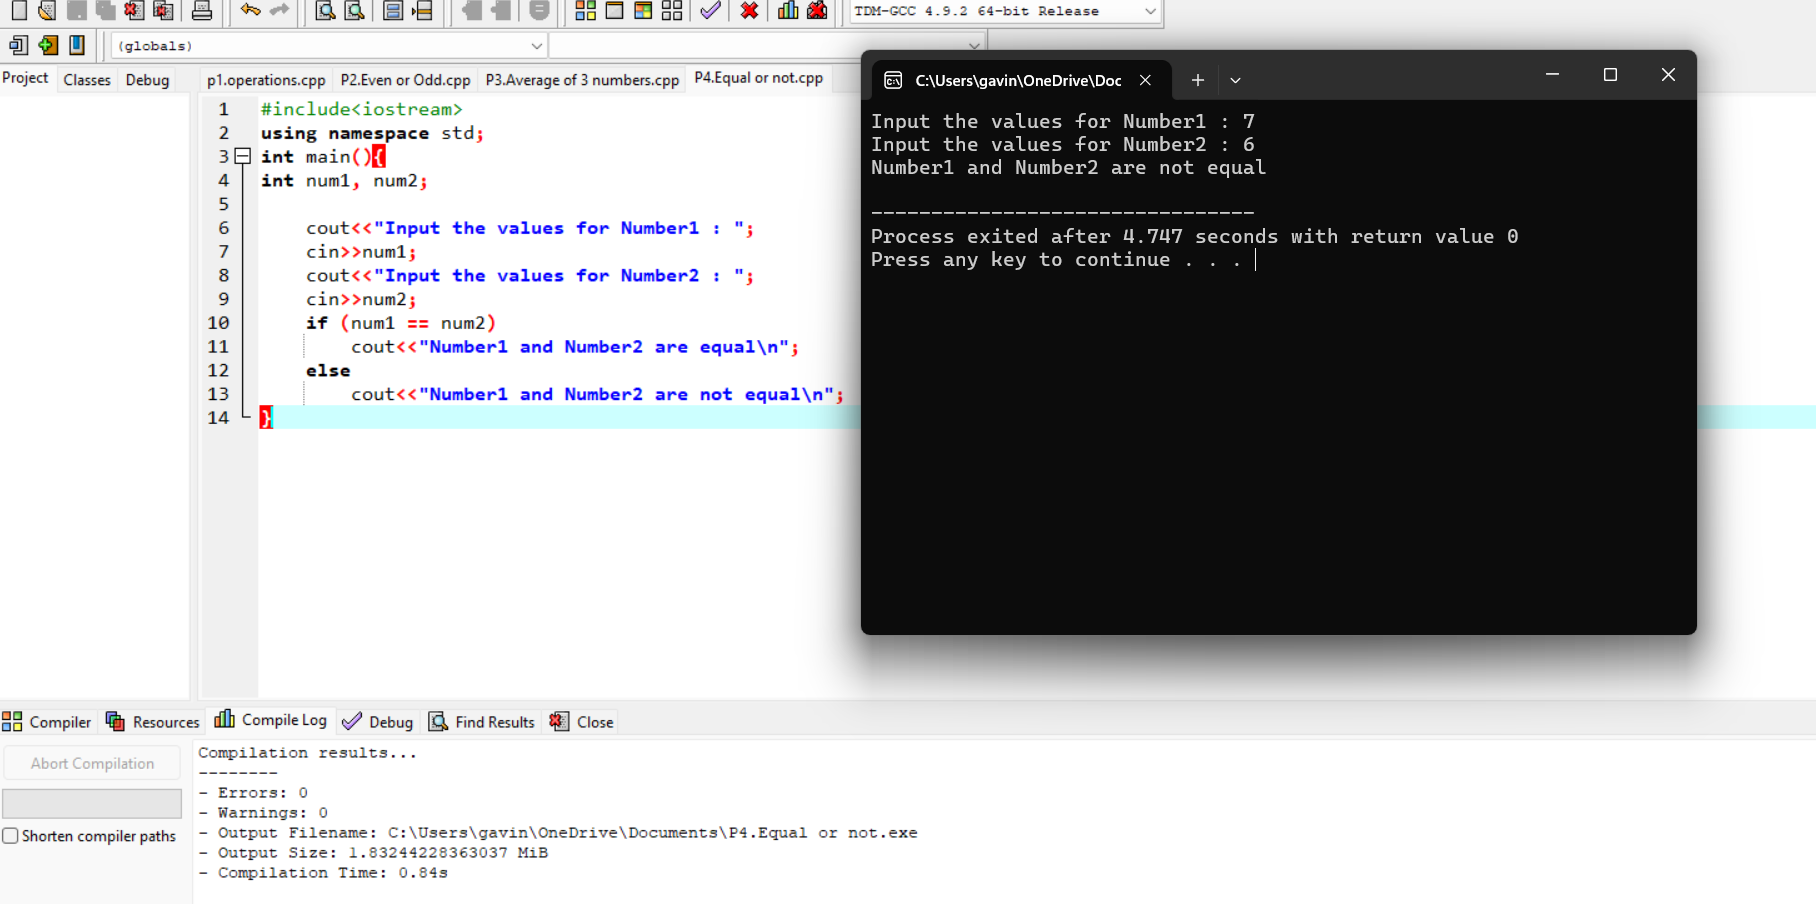 TDM-GCC 4.9.2 64-bit Release
(globals)
Project Classes Debug
p1.operations.cpp P2.Even or Odd.cpp P3.Average of 3 numbers.cpp P4.Equal or not.cpp
1 #include<iostream>
2 using namespace std;
3 int main(){
4 int num1, num2;
5
6 cout<<"Input the values for Number1 : ";
7 cin>>num1;
8 cout<<"Input the values for Number2 : ";
9 cin>>num2;
10 if (num1 == num2)
11 cout<<"Number1 and Number2 are equal\n";
12 else
13 cout<<"Number1 and Number2 are not equal\n";
14 }
C:\Users\gavin\OneDrive\Doc
Input the values for Number1 : 7
Input the values for Number2 : 6
Number1 and Number2 are not equal
--------------------------------
Process exited after 4.747 seconds with return value 0
Press any key to continue . . .
Compiler Resources Compile Log Debug Find Results Close
Abort Compilation
Shorten compiler paths
Compilation results...
--------
- Errors: 0
- Warnings: 0
- Output Filename: C:\Users\gavin\OneDrive\Documents\P4.Equal or not.exe
- Output Size: 1.83244228363037 MiB
- Compilation Time: 0.84s